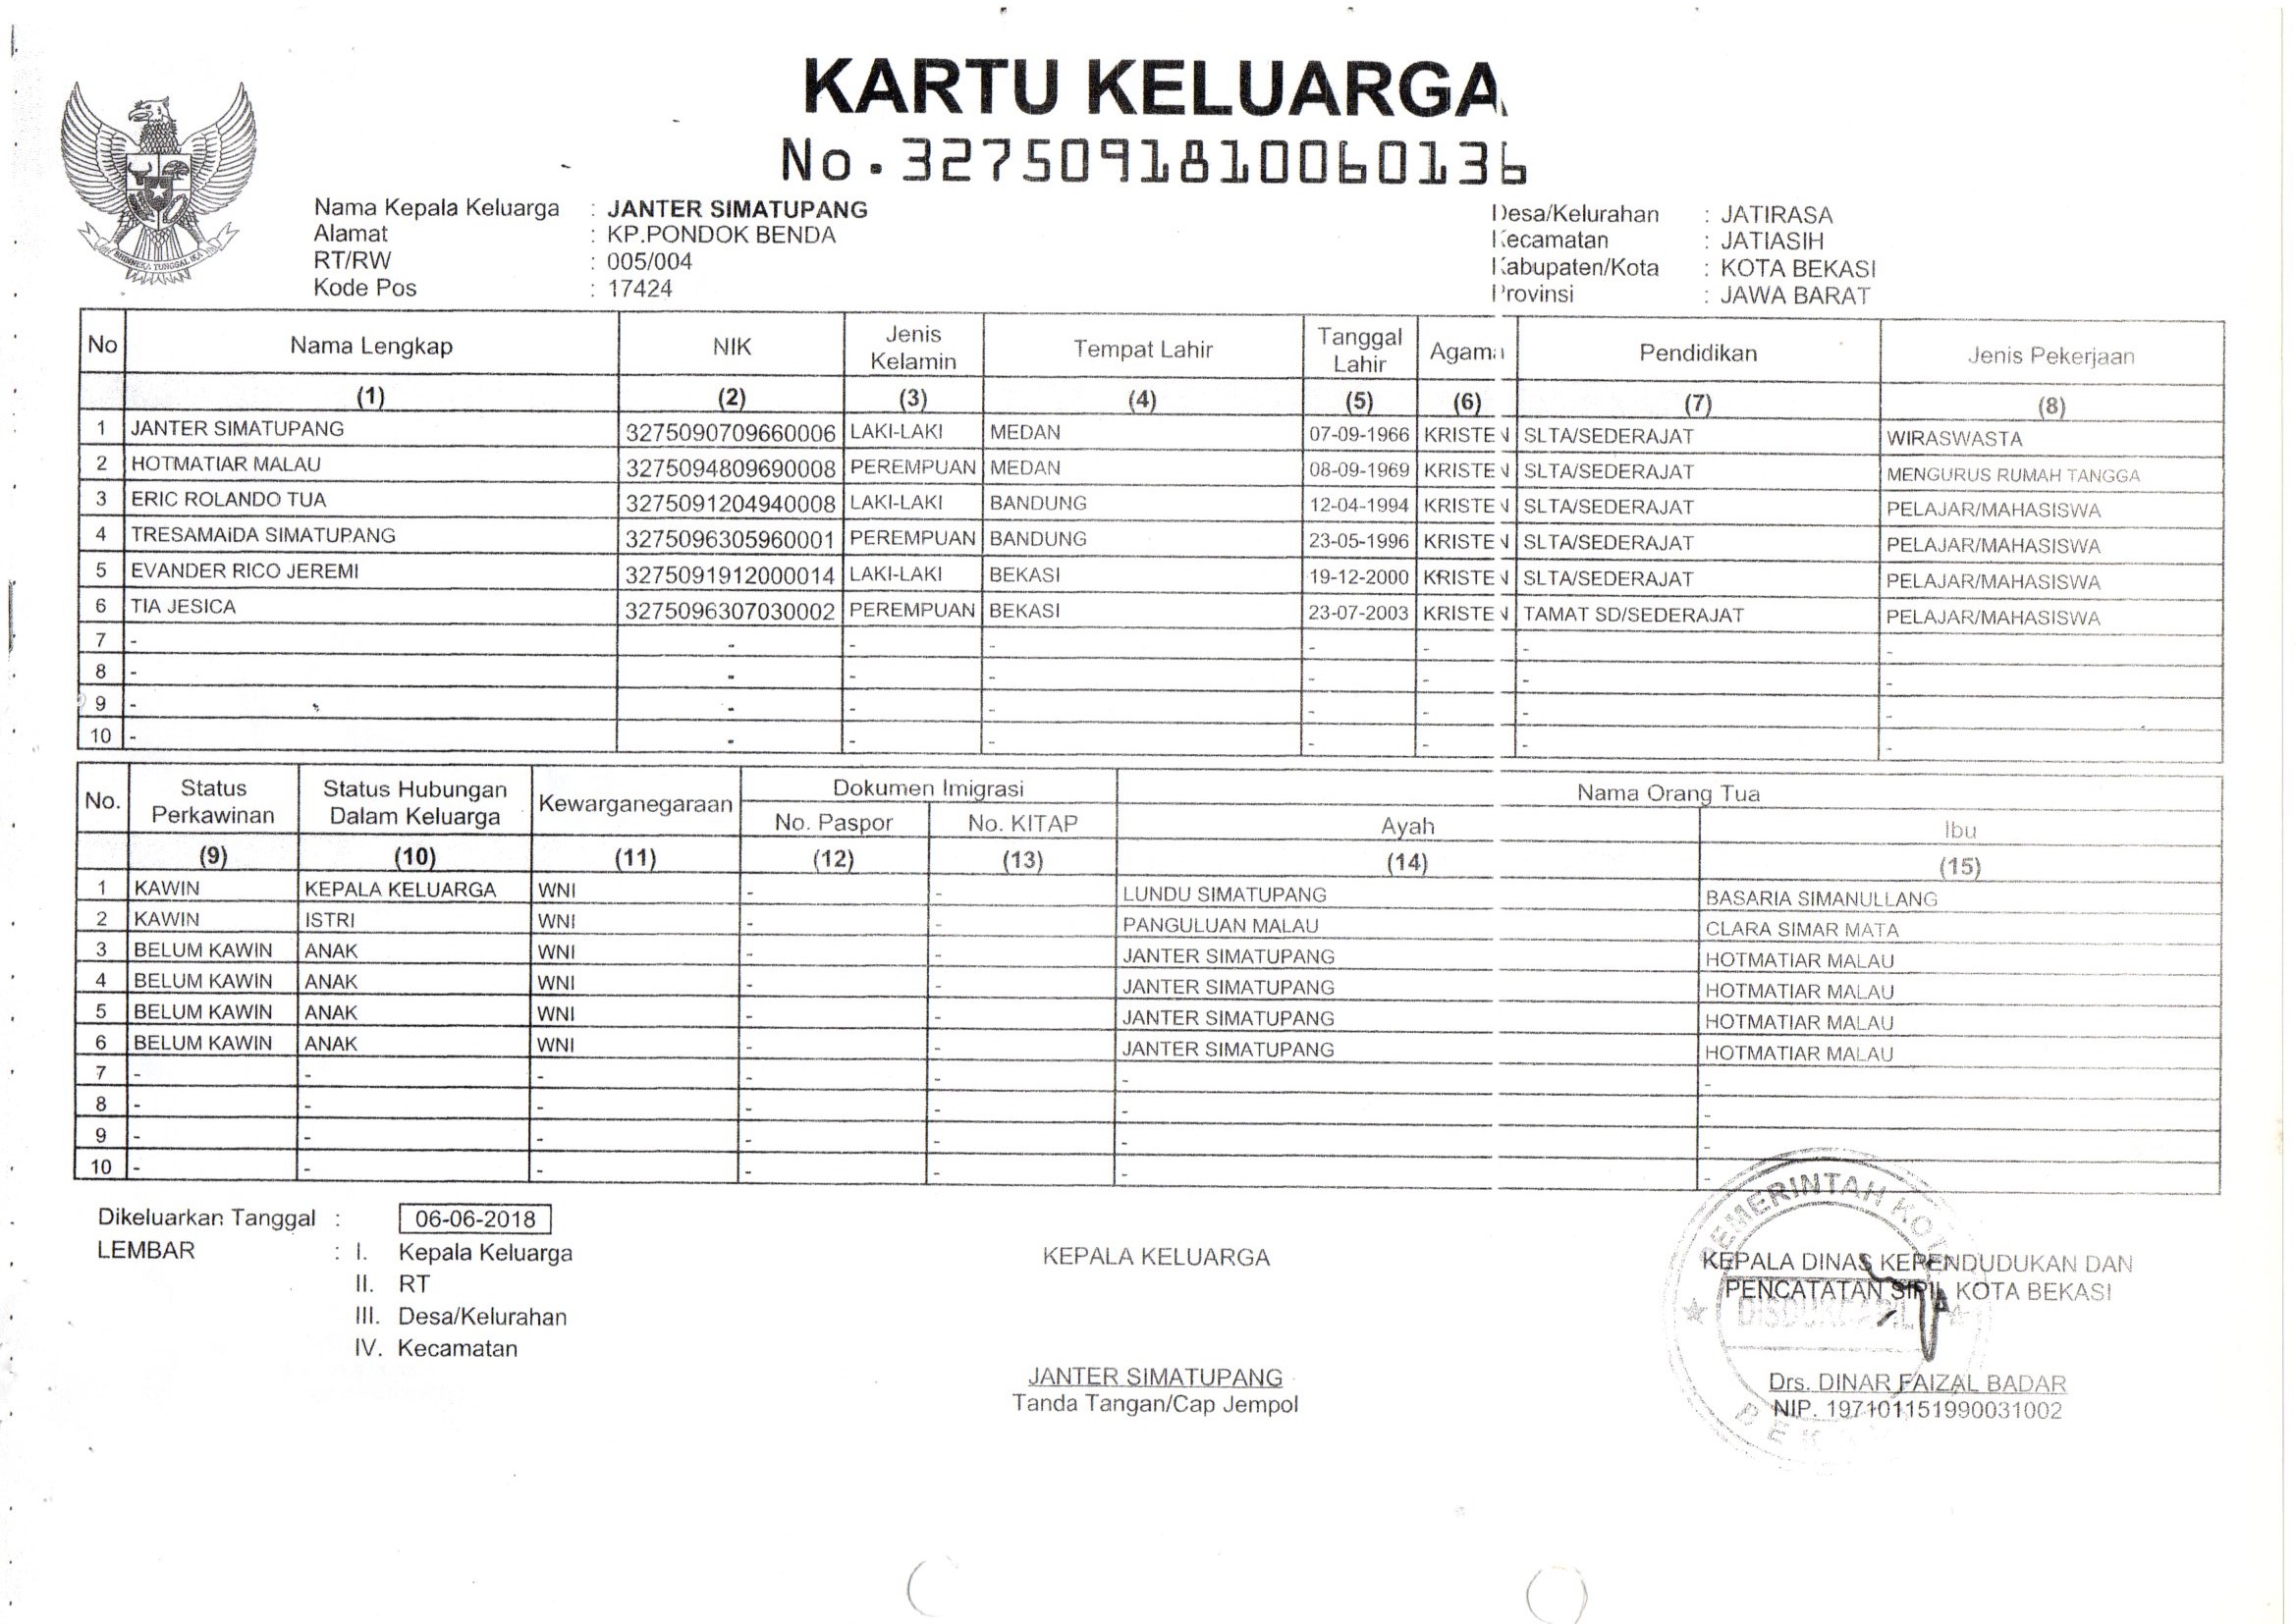 KARTU KELUARGA
No. 3275091810060136
BHINNEKA TUNGGAL IKA
Nama Kepala Keluarga : JANTER SIMATUPANG
Alamat : KP.PONDOK BENDA
RT/RW : 005/004
Kode Pos : 17424
Desa/Kelurahan : JATIRASA
Kecamatan : JATIASIH
Kabupaten/Kota : KOTA BEKASI
Provinsi : JAWA BARAT
No Nama Lengkap NIK Jenis Kelamin Tempat Lahir Tanggal Lahir Agama Pendidikan Jenis Pekerjaan
(1) (2) (3) (4) (5) (6) (7) (8)
1 JANTER SIMATUPANG 3275090709660006 LAKI-LAKI MEDAN 07-09-1966 KRISTEN SLTA/SEDERAJAT WIRASWASTA
2 HOTMATIAR MALAU 3275094809690008 PEREMPUAN MEDAN 08-09-1969 KRISTEN SLTA/SEDERAJAT MENGURUS RUMAH TANGGA
3 ERIC ROLANDO TUA 3275091204940008 LAKI-LAKI BANDUNG 12-04-1994 KRISTEN SLTA/SEDERAJAT PELAJAR/MAHASISWA
4 TRESAMAIDA SIMATUPANG 3275096305960001 PEREMPUAN BANDUNG 23-05-1996 KRISTEN SLTA/SEDERAJAT PELAJAR/MAHASISWA
5 EVANDER RICO JEREMI 3275091912000014 LAKI-LAKI BEKASI 19-12-2000 KRISTEN SLTA/SEDERAJAT PELAJAR/MAHASISWA
6 TIA JESICA 3275096307030002 PEREMPUAN BEKASI 23-07-2003 KRISTEN TAMAT SD/SEDERAJAT PELAJAR/MAHASISWA
7 - - - - - - - -
8 - - - - - - - -
9 - - - - - - - -
10 - - - - - - - -
No. Status Perkawinan Status Hubungan Dalam Keluarga Kewarganegaraan Dokumen Imigrasi Nama Orang Tua
No. Paspor No. KITAP Ayah Ibu
(9) (10) (11) (12) (13) (14) (15)
1 KAWIN KEPALA KELUARGA WNI - - LUNDU SIMATUPANG BASARIA SIMANULLANG
2 KAWIN ISTRI WNI - - PANGULUAN MALAU CLARA SIMAR MATA
3 BELUM KAWIN ANAK WNI - - JANTER SIMATUPANG HOTMATIAR MALAU
4 BELUM KAWIN ANAK WNI - - JANTER SIMATUPANG HOTMATIAR MALAU
5 BELUM KAWIN ANAK WNI - - JANTER SIMATUPANG HOTMATIAR MALAU
6 BELUM KAWIN ANAK WNI - - JANTER SIMATUPANG HOTMATIAR MALAU
7 - - - - - - -
8 - - - - - - -
9 - - - - - - -
10 - - - - - - -
Dikeluarkan Tanggal : 06-06-2018
LEMBAR : I. Kepala Keluarga
II. RT
III. Desa/Kelurahan
IV. Kecamatan
KEPALA KELUARGA
JANTER SIMATUPANG
Tanda Tangan/Cap Jempol
PEMERINTAH KOTA
KEPALA DINAS KEPENDUDUKAN DAN
PENCATATAN SIPIL KOTA BEKASI
DISDUKCAPIL
Drs. DINAR FAIZAL BADAR
NIP. 197101151990031002